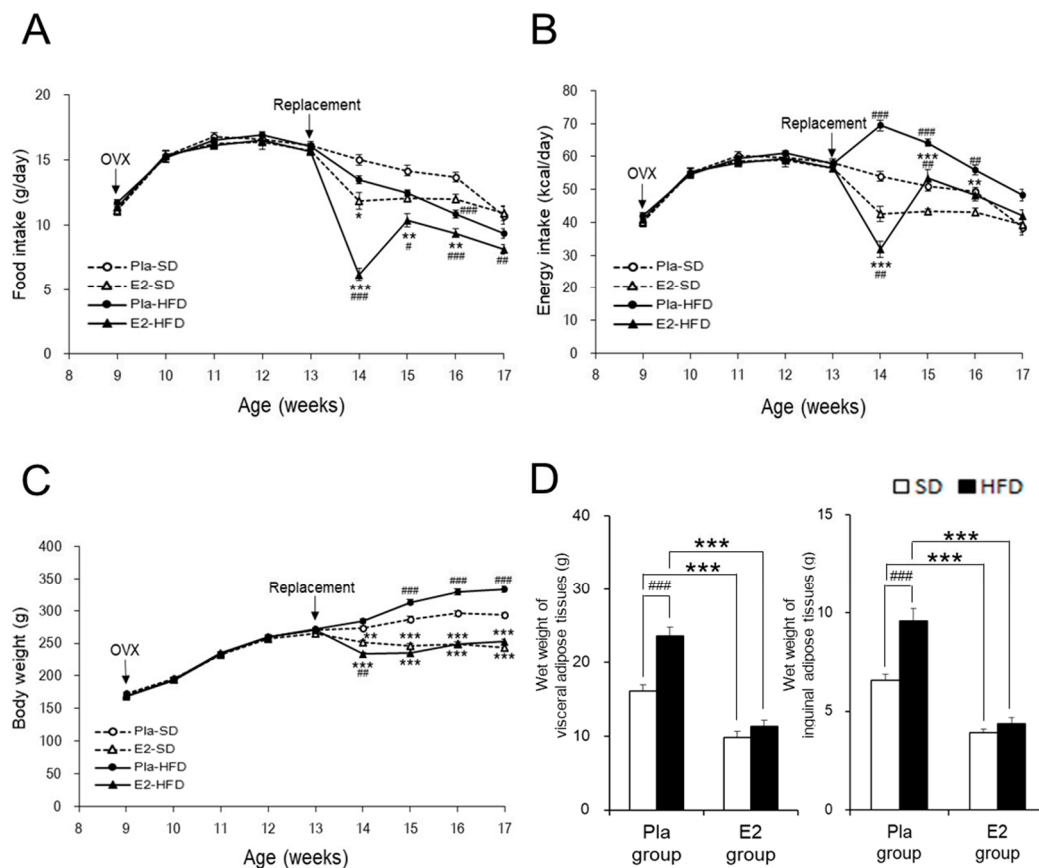 A
Food intake (g/day)
20
15
10
5
0
OVX
Replacement
*
***
###
**
#
###
**
###
##
Pla-SD
E2-SD
Pla-HFD
E2-HFD
8 9 10 11 12 13 14 15 16 17
Age (weeks)
B
Energy intake (kcal/day)
80
70
60
50
40
30
20
10
0
OVX
Replacement
###
***
##
###
***
##
##
**
Pla-SD
E2-SD
Pla-HFD
E2-HFD
8 9 10 11 12 13 14 15 16 17
Age (weeks)
C
Body weight (g)
400
350
300
250
200
150
100
50
0
OVX
Replacement
###
###
###
**
***
***
***
***
##
***
***
***
Pla-SD
E2-SD
Pla-HFD
E2-HFD
8 9 10 11 12 13 14 15 16 17
Age (weeks)
D
SD HFD
Wet weight of
visceral adipose tissues (g)
40
30
20
10
0
***
***
###
Pla
group
E2
group
Wet weight of
inquinal adipose tissues (g)
15
10
5
0
***
***
###
Pla
group
E2
group